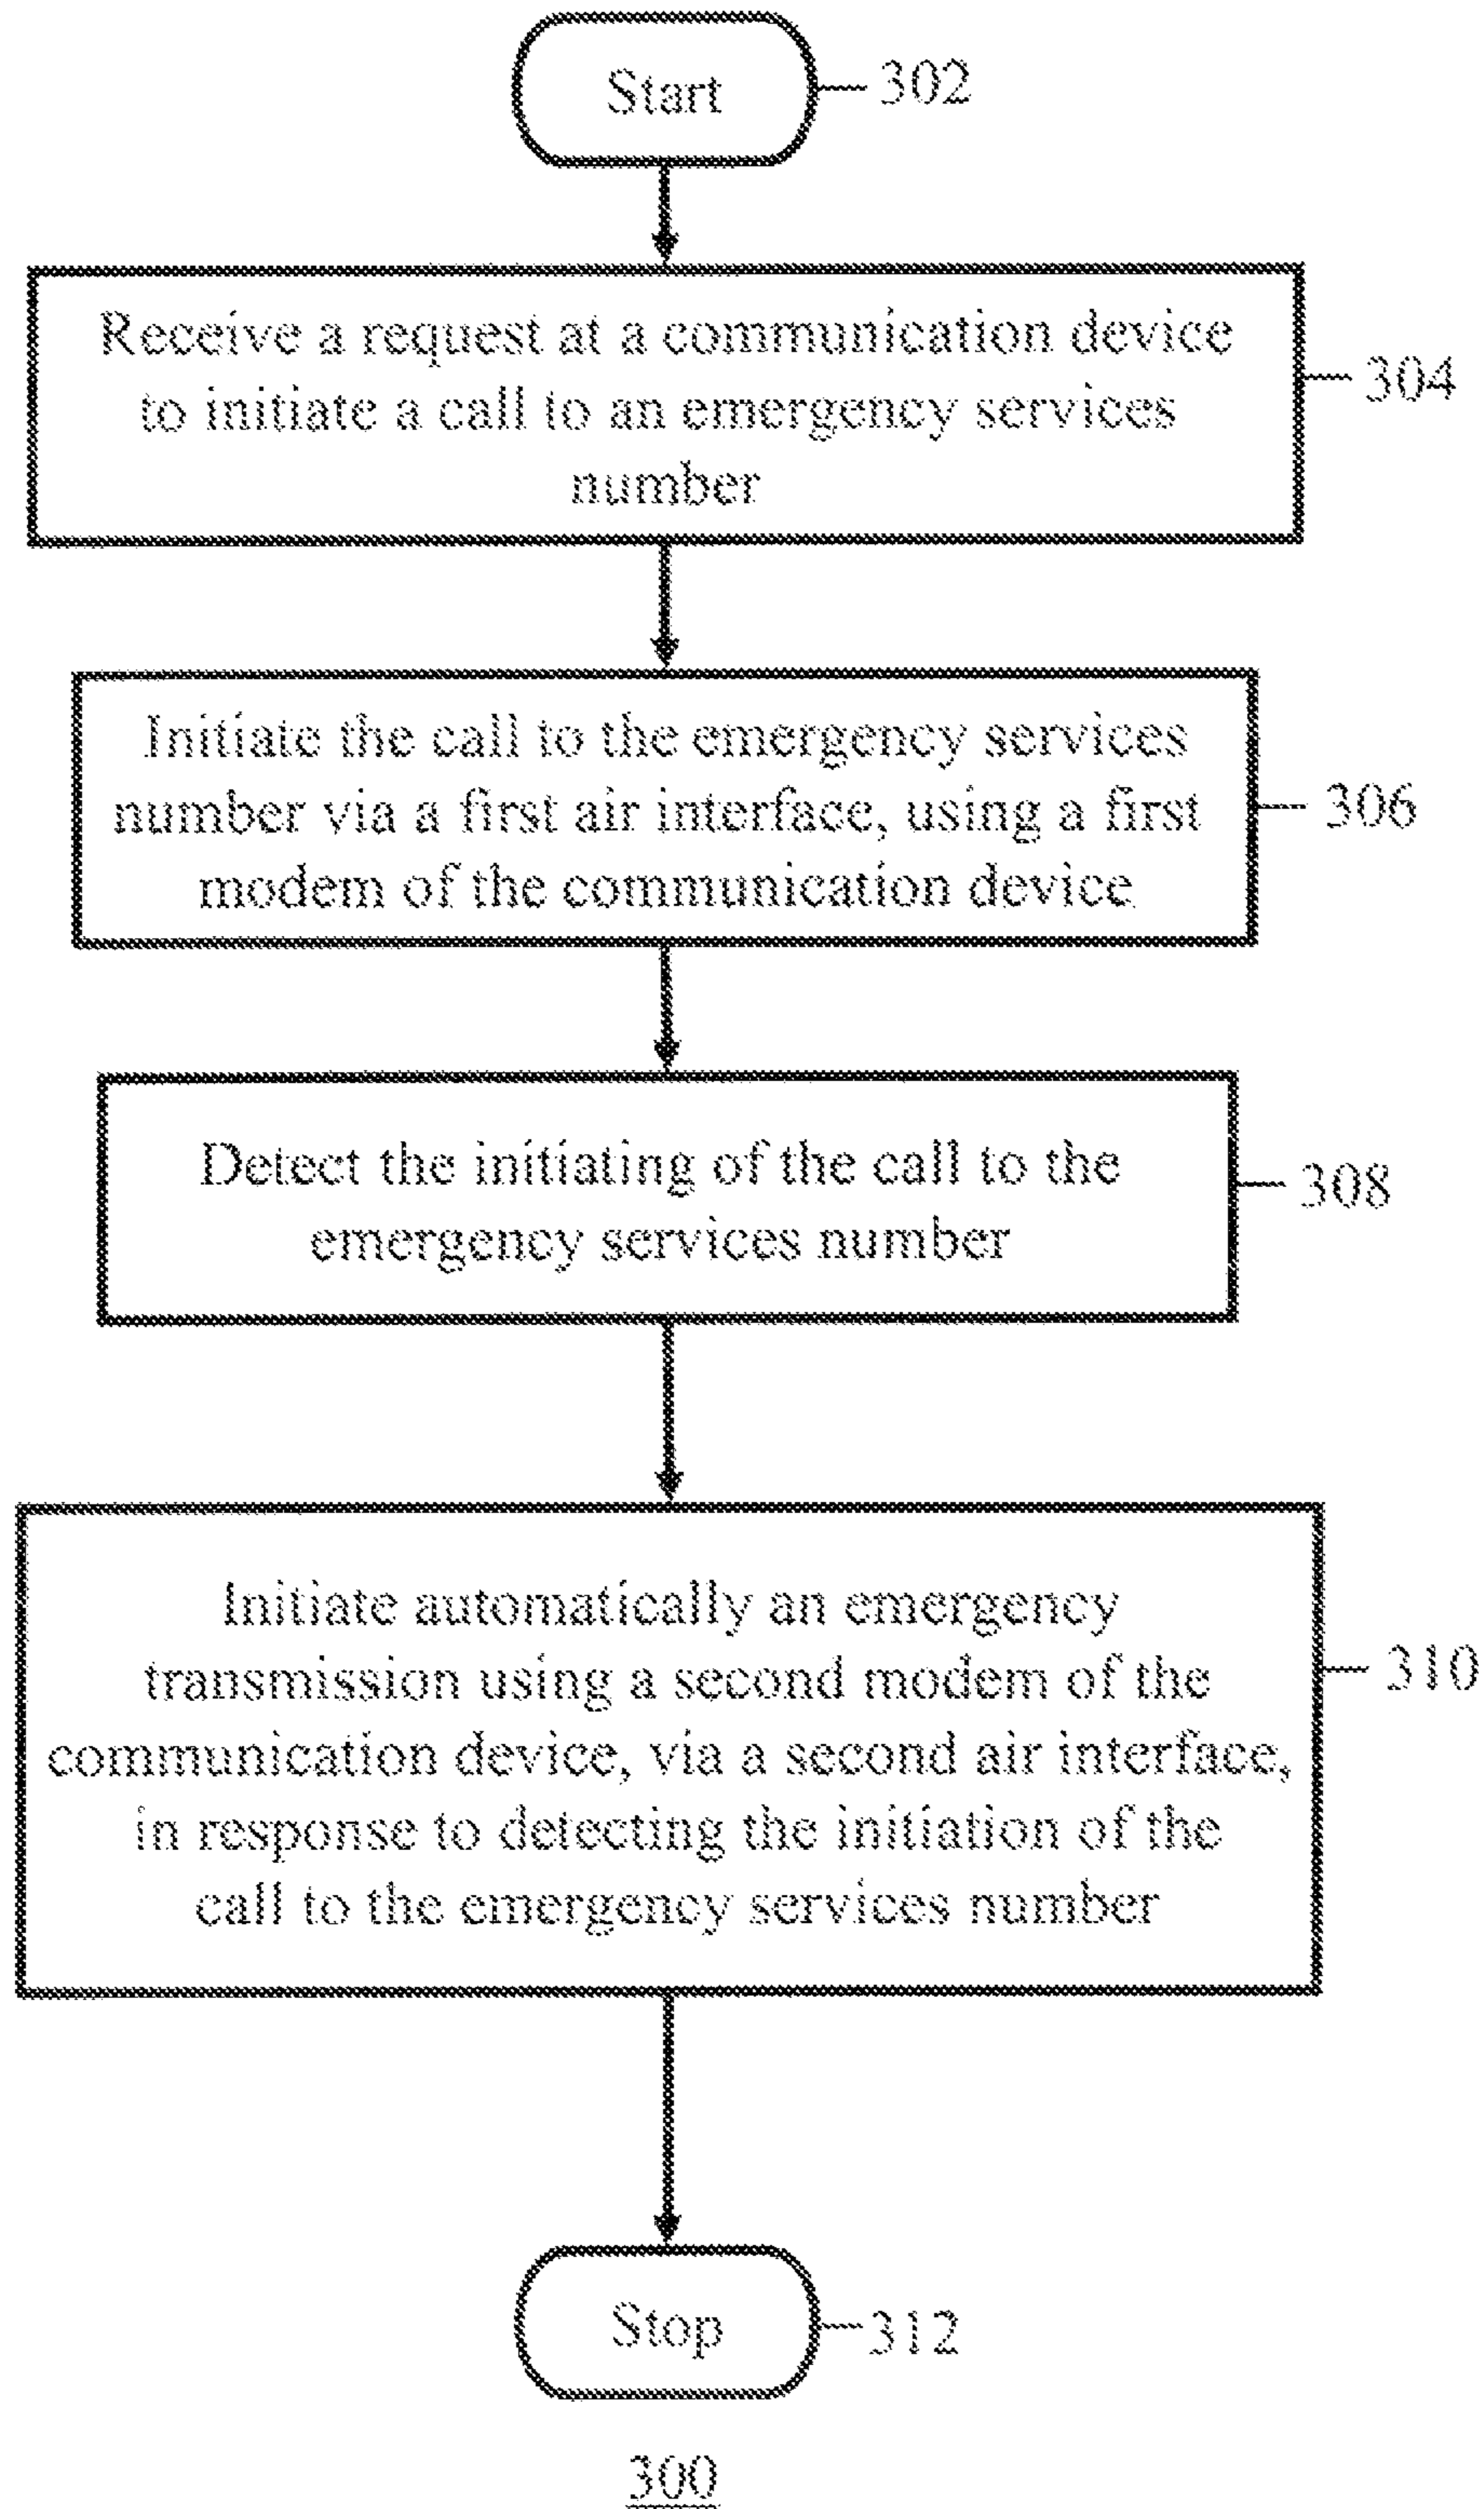 Start
302
Receive a request at a communication device
to initiate a call to an emergency services
number
304
Initiate the call to the emergency services
number via a first air interface, using a first
modem of the communication device
306
Detect the initiating of the call to the
emergency services number
308
Initiate automatically an emergency
transmission using a second modem of the
communication device, via a second air interface,
in response to detecting the initiation of the
call to the emergency services number
310
Stop
312
300